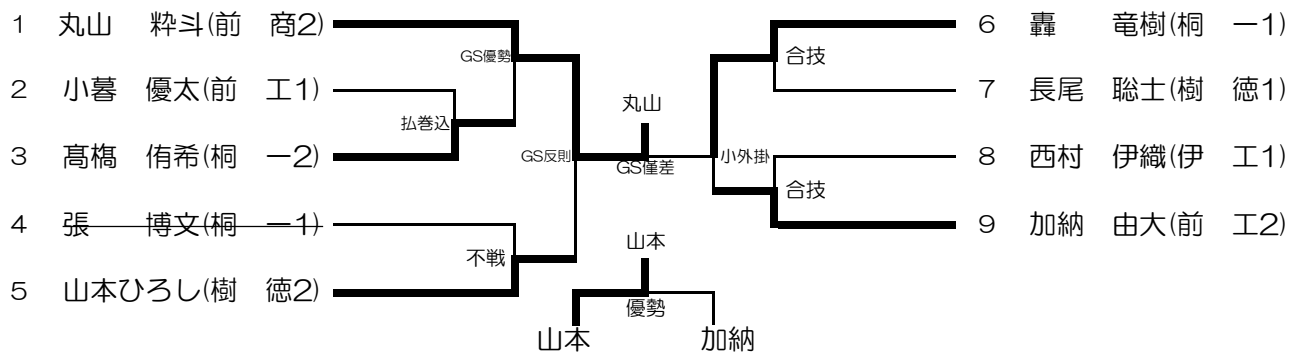 1 丸山 粋斗(前 商2)
2 小暮 優太(前 工1)
3 髙橋 侑希(桐 一2)
4 張 博文(桐 一1)
5 山本ひろし(樹 徳2)
GS優勢
払巻込
不戦
GS反則
丸山
GS僅差
小外掛
合技
合技
6 轟 竜樹(桐 一1)
7 長尾 聡士(樹 徳1)
8 西村 伊織(伊 工1)
9 加納 由大(前 工2)
山本
優勢
山本 加納